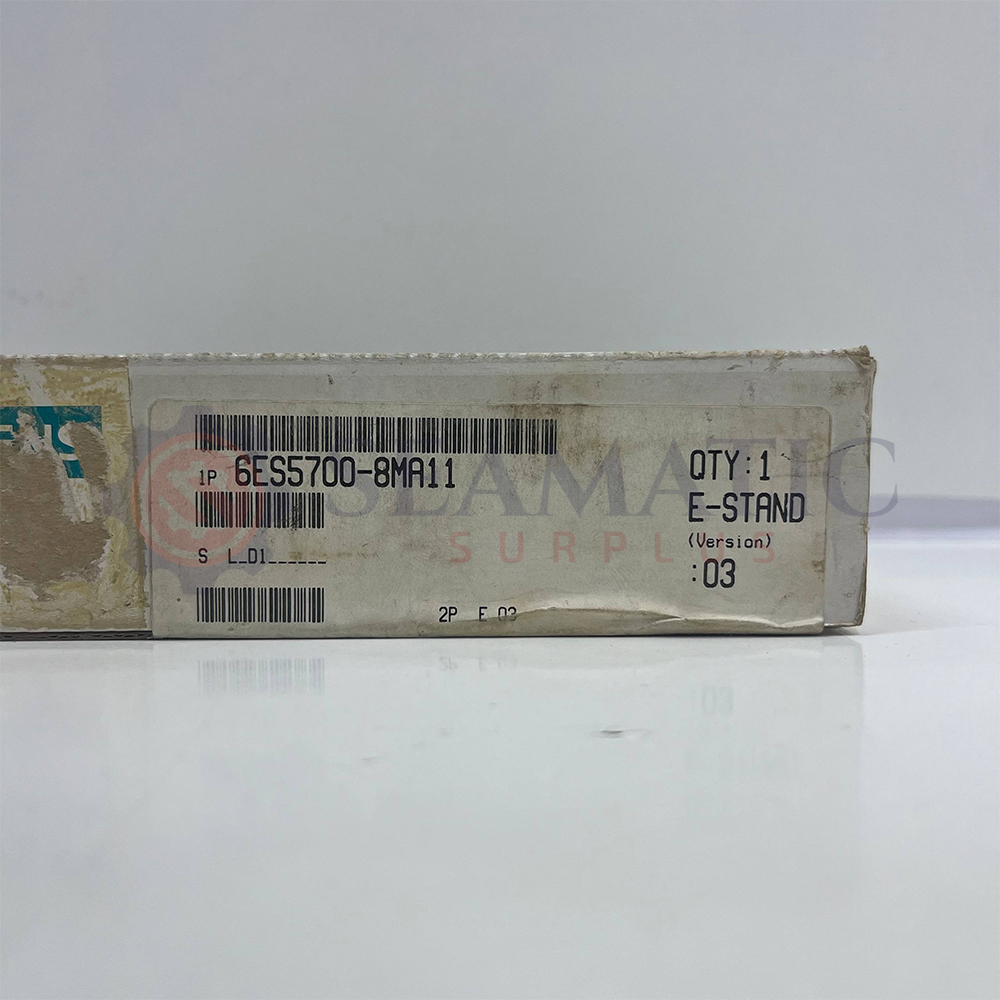 1P 6ES5700-8MA11
S L_D1______
2P E 03
QTY:1
E-STAND
(Version)
:03
SLAMATIC
SURPLUS